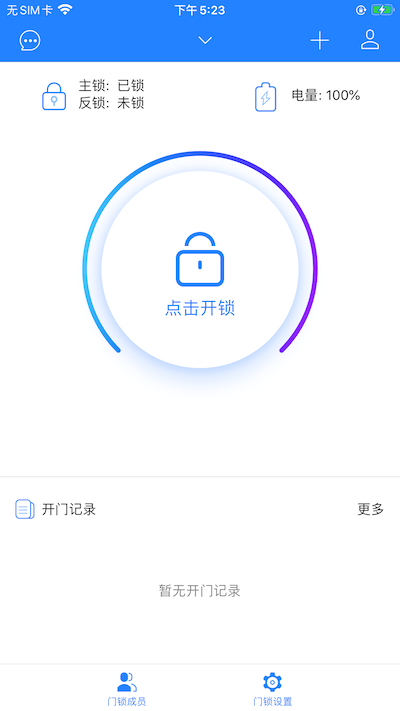 无SIM卡 下午5:23
主锁: 已锁
反锁: 未锁
电量: 100%
点击开锁
开门记录 更多
暂无开门记录
门锁成员 门锁设置